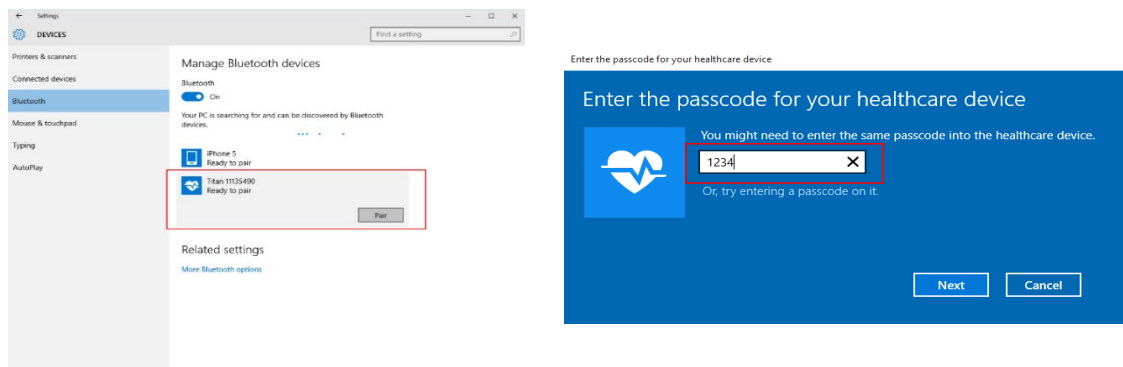 Settings
DEVICES
Find a setting
Printers & scanners
Connected devices
Bluetooth
Mouse & touchpad
Typing
AutoPlay
Manage Bluetooth devices
Bluetooth
On
Your PC is searching for and can be discovered by Bluetooth
devices.
iPhone 5
Ready to pair
Titan 11135490
Ready to pair
Pair
Related settings
More Bluetooth options
Enter the passcode for your healthcare device
Enter the passcode for your healthcare device
You might need to enter the same passcode into the healthcare device.
1234
Or, try entering a passcode on it.
Next
Cancel